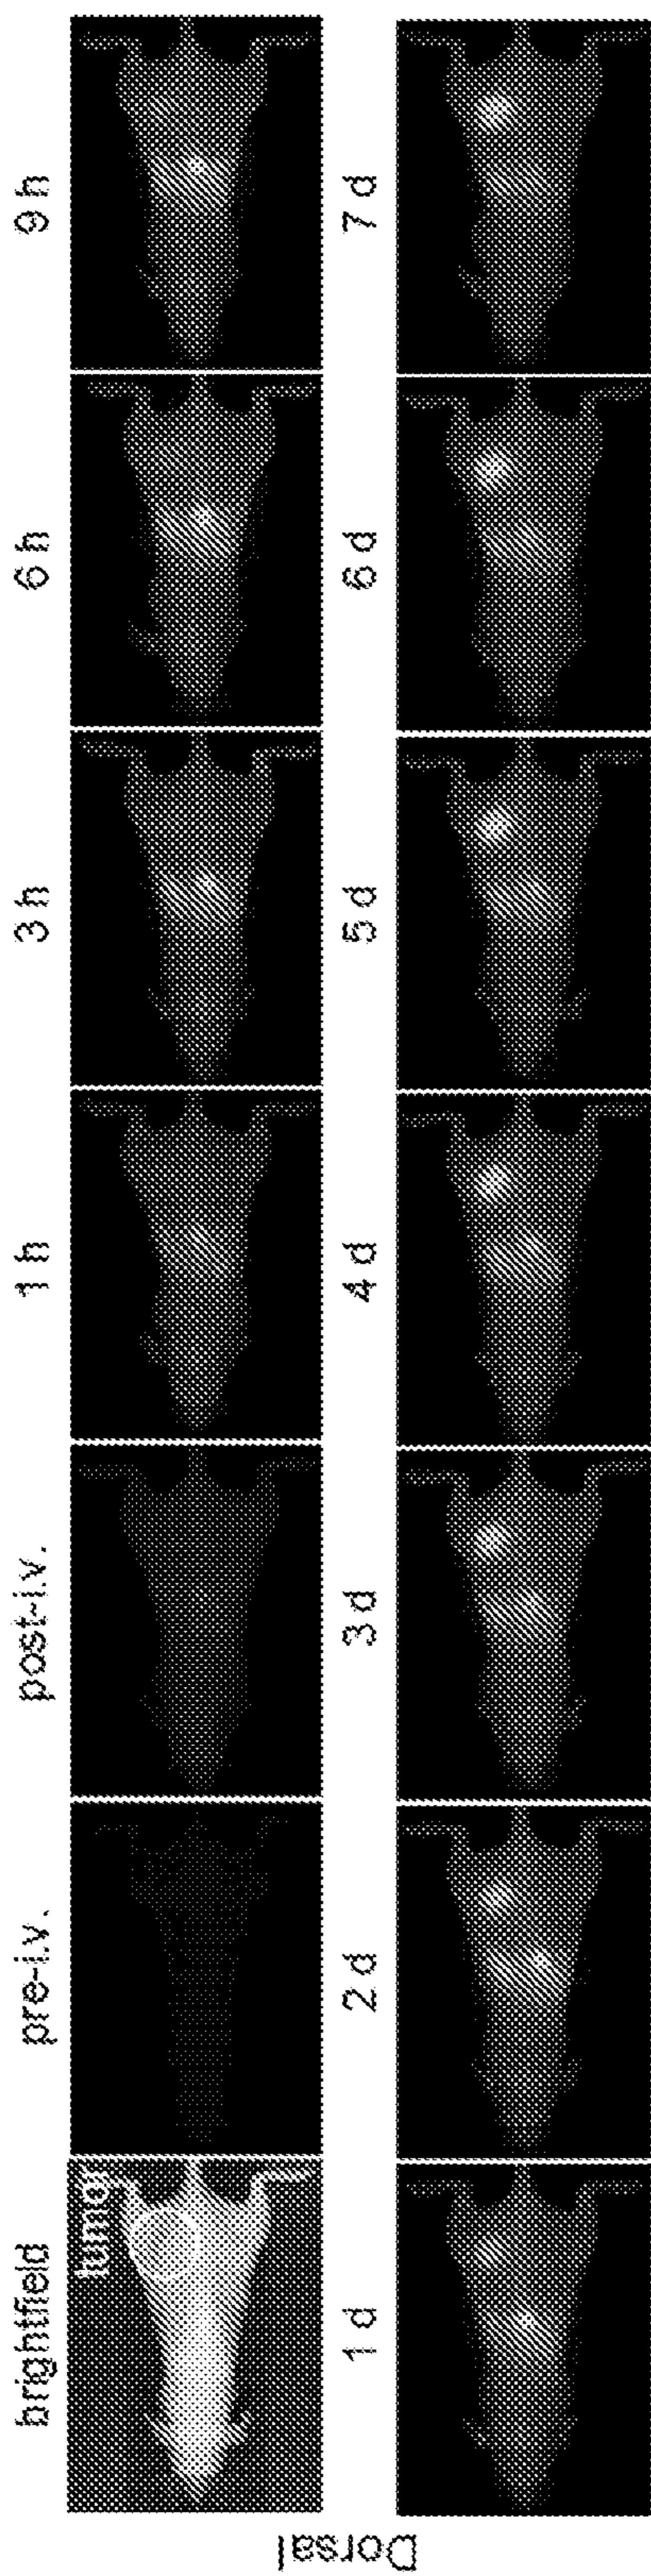 brightfield
pre-i.v.
post-i.v.
1 h
3 h
6 h
9 h
tumor
Dorsal
1 d
2 d
3 d
4 d
5 d
6 d
7 d